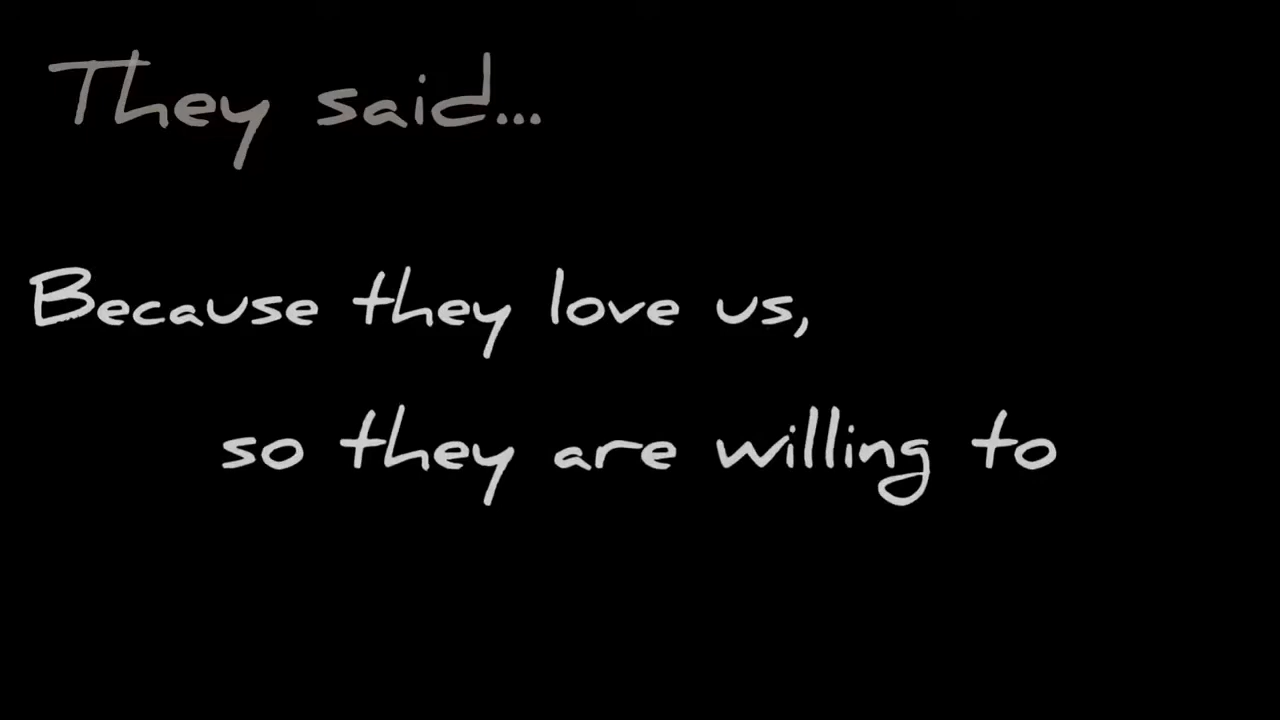 They said...
Because they love us,
so they are willing to